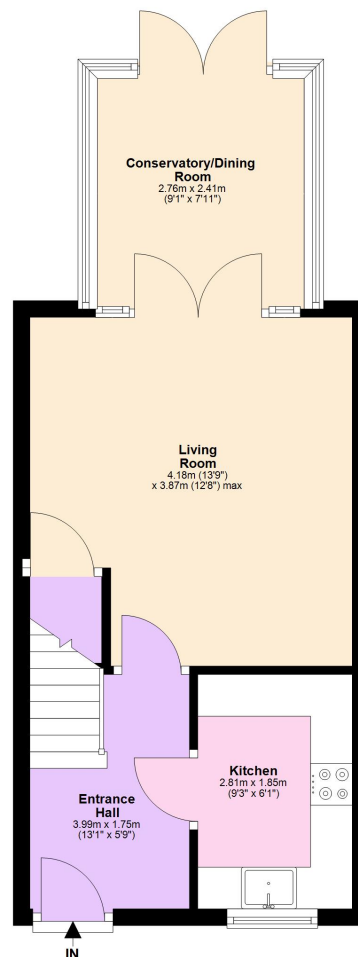 Conservatory/Dining
Room
2.76m x 2.41m
(9'1" x 7'11")
Living
Room
4.18m (13'9")
x 3.87m (12'8") max
Kitchen
2.81m x 1.85m
(9'3" x 6'1")
Entrance
Hall
3.99m x 1.75m
(13'1" x 5'9")
IN